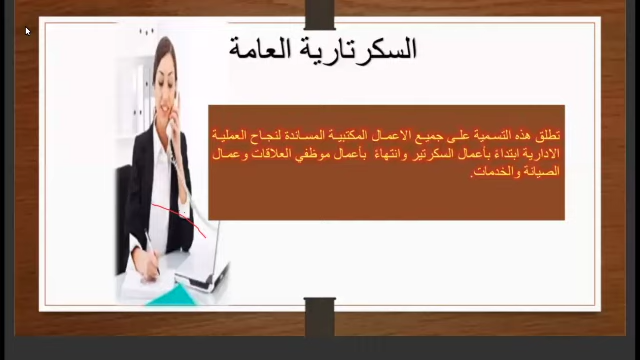 السكرتارية العامة
تطلق هذه التسمية على جميع الاعمال المكتبية المساندة لنجاح العملية
الادارية ابتداءً بأعمال السكرتير وانتهاءً بأعمال موظفي العلاقات وعمال
الصيانة والخدمات.